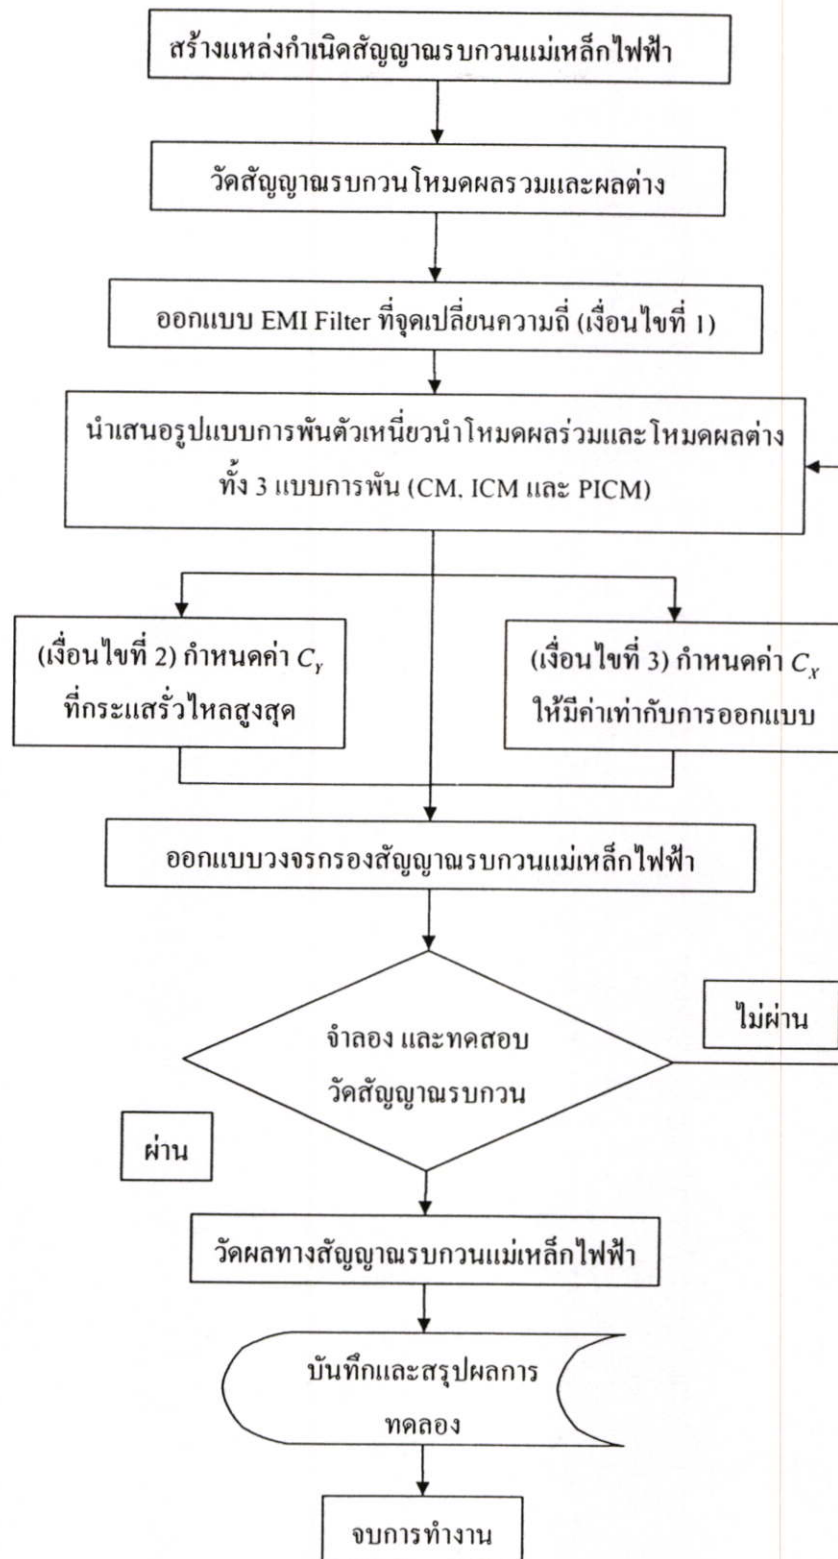 สร้างแหล่งกำเนิดสัญญาณรบกวนแม่เหล็กไฟฟ้า
วัดสัญญาณรบกวนโหมดผลรวมและผลต่าง
ออกแบบ EMI Filter ที่จุดเปลี่ยนความถี่ (เงื่อนไขที่ 1)
นำเสนอรูปแบบการพันตัวเหนี่ยวนำโหมดผลร่วมและโหมดผลต่าง
ทั้ง 3 แบบการพัน (CM, ICM และ PICM)
(เงื่อนไขที่ 2) กำหนดค่า C_Y
ที่กระแสรั่วไหลสูงสุด
(เงื่อนไขที่ 3) กำหนดค่า C_X
ให้มีค่าเท่ากับการออกแบบ
ออกแบบวงจรกรองสัญญาณรบกวนแม่เหล็กไฟฟ้า
จำลอง และทดสอบ
วัดสัญญาณรบกวน
ไม่ผ่าน
ผ่าน
วัดผลทางสัญญาณรบกวนแม่เหล็กไฟฟ้า
บันทึกและสรุปผลการ
ทดลอง
จบการทำงาน